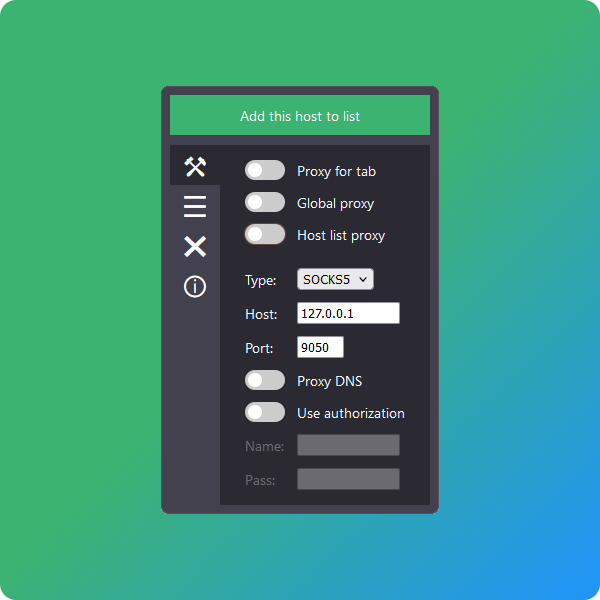 Add this host to list
Proxy for tab
Global proxy
Host list proxy
Type: SOCKS5
Host: 127.0.0.1
Port: 9050
Proxy DNS
Use authorization
Name:
Pass: